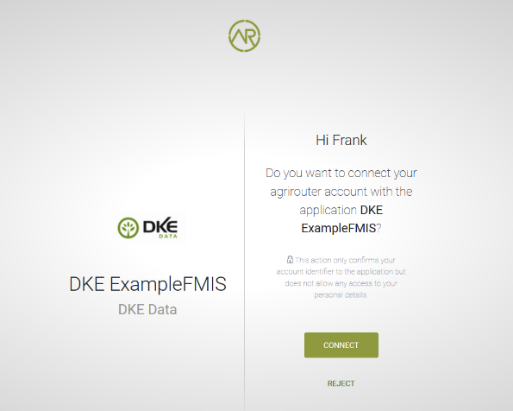 AR
DKE
DATA
DKE ExampleFMIS
DKE Data
Hi Frank
Do you want to connect your
agrirouter account with the
application DKE
ExampleFMIS?
This action only confirms your
account identifier to the application but
does not allow any access to your
personal details.
CONNECT
REJECT